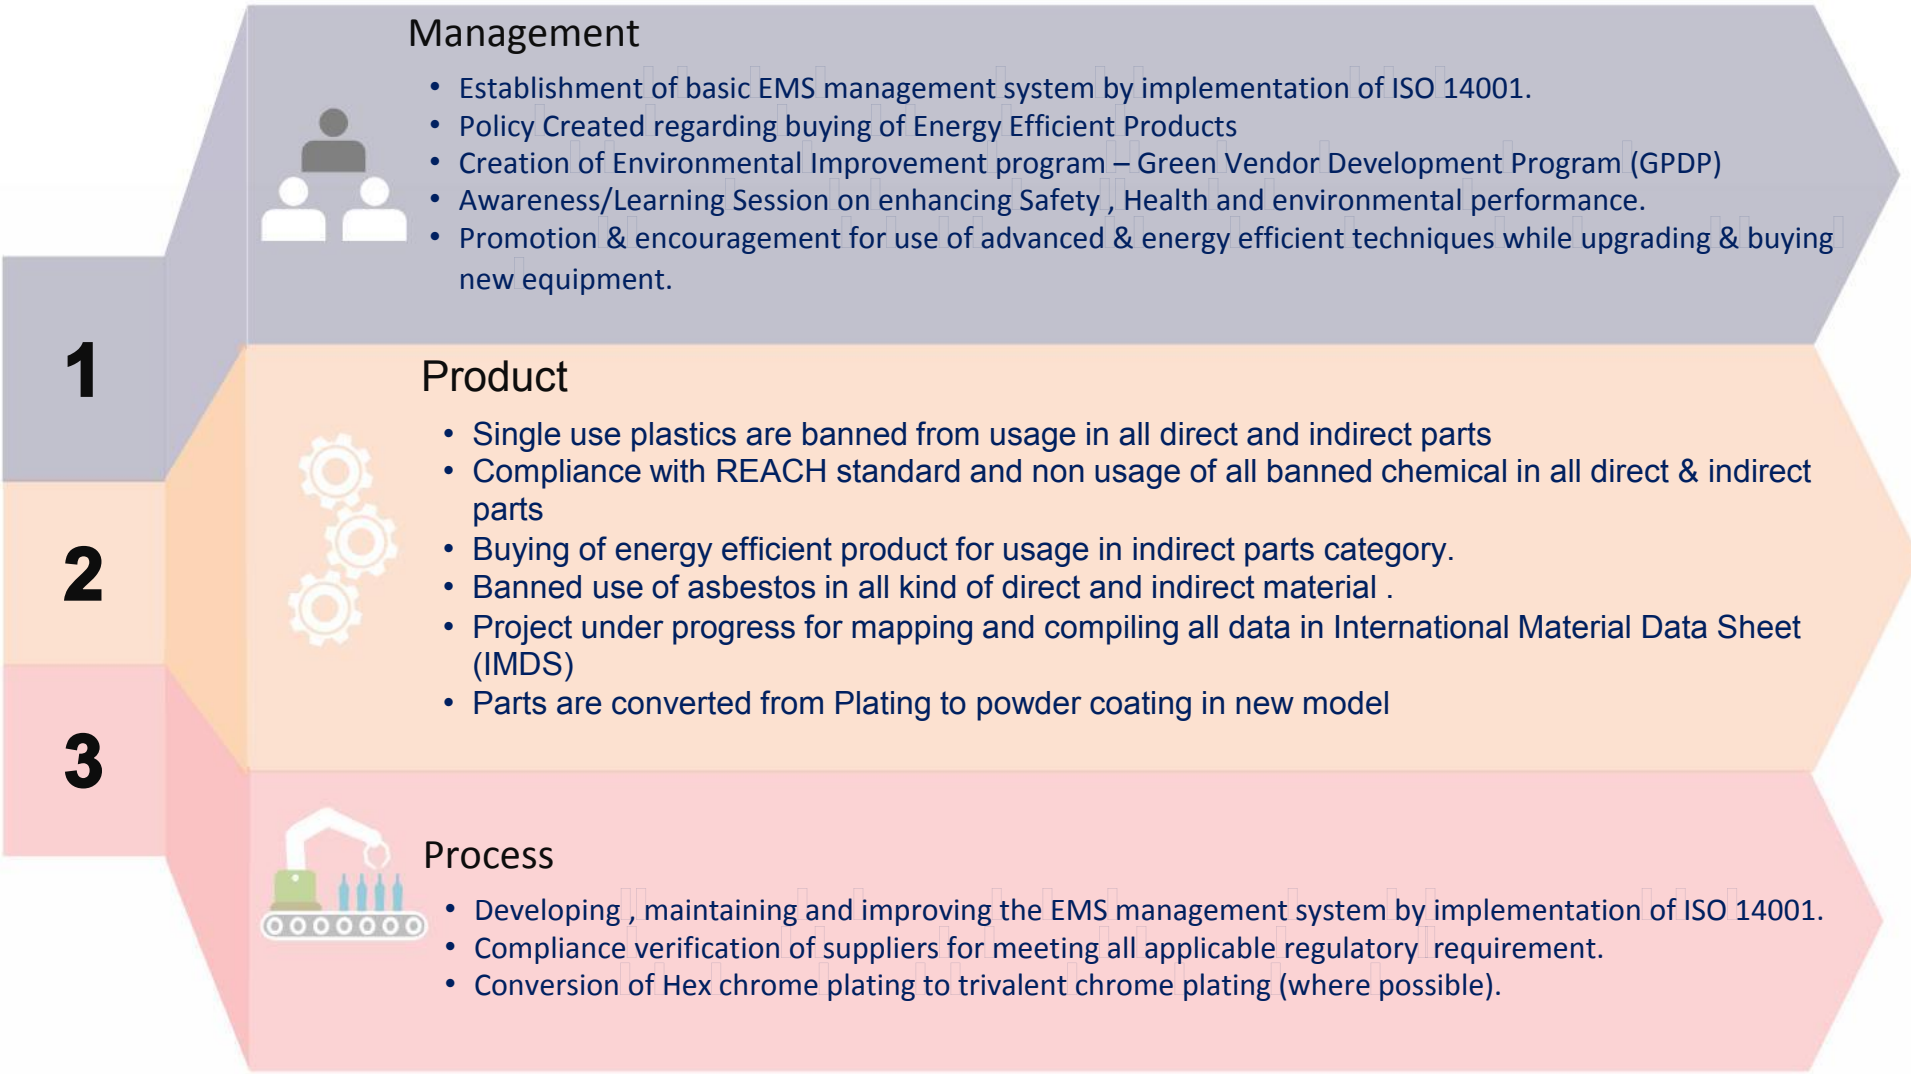 Management
• Establishment of basic EMS management system by implementation of ISO 14001.
• Policy Created regarding buying of Energy Efficient Products
• Creation of Environmental Improvement program – Green Vendor Development Program (GPDP)
• Awareness/Learning Session on enhancing Safety , Health and environmental performance.
• Promotion & encouragement for use of advanced & energy efficient techniques while upgrading & buying
new equipment.
1
Product
• Single use plastics are banned from usage in all direct and indirect parts
• Compliance with REACH standard and non usage of all banned chemical in all direct & indirect
parts
• Buying of energy efficient product for usage in indirect parts category.
• Banned use of asbestos in all kind of direct and indirect material .
• Project under progress for mapping and compiling all data in International Material Data Sheet
(IMDS)
• Parts are converted from Plating to powder coating in new model
2
3
Process
• Developing , maintaining and improving the EMS management system by implementation of ISO 14001.
• Compliance verification of suppliers for meeting all applicable regulatory requirement.
• Conversion of Hex chrome plating to trivalent chrome plating (where possible).